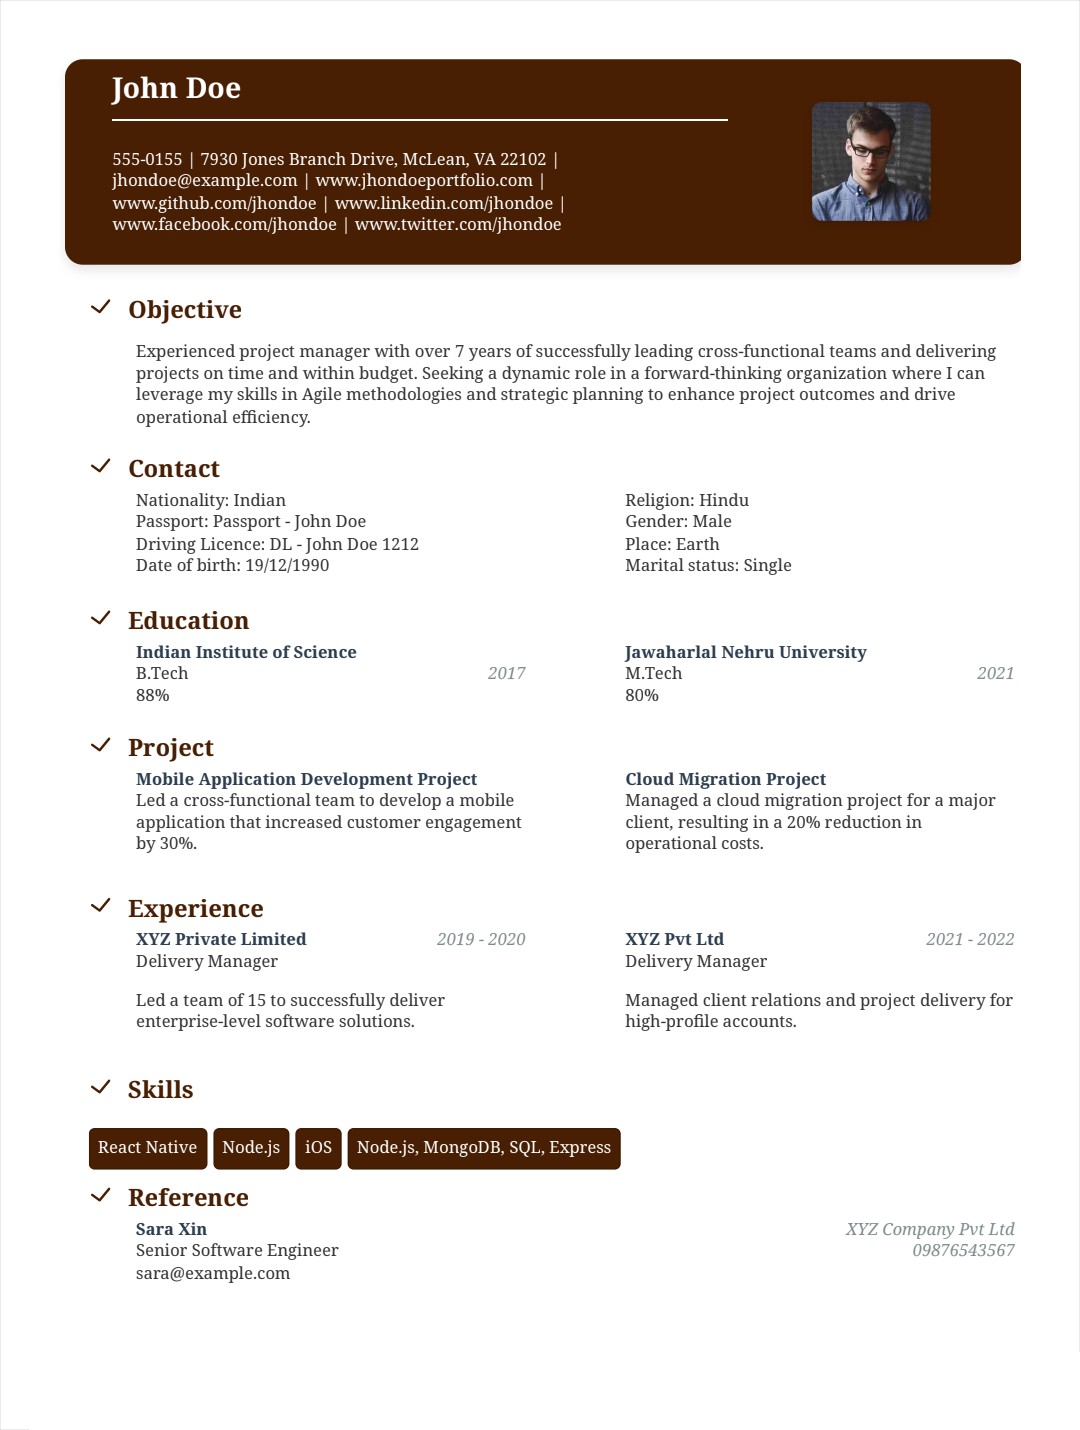 John Doe
555-0155 | 7930 Jones Branch Drive, McLean, VA 22102 |
jhondoe@example.com | www.jhondoeportfolio.com |
www.github.com/jhondoe | www.linkedin.com/jhondoe |
www.facebook.com/jhondoe | www.twitter.com/jhondoe
Objective
Experienced project manager with over 7 years of successfully leading cross-functional teams and delivering
projects on time and within budget. Seeking a dynamic role in a forward-thinking organization where I can
leverage my skills in Agile methodologies and strategic planning to enhance project outcomes and drive
operational efficiency.
Contact
Nationality: Indian
Passport: Passport - John Doe
Driving Licence: DL - John Doe 1212
Date of birth: 19/12/1990
Religion: Hindu
Gender: Male
Place: Earth
Marital status: Single
Education
Indian Institute of Science
B.Tech 2017
88%
Jawaharlal Nehru University
M.Tech 2021
80%
Project
Mobile Application Development Project
Led a cross-functional team to develop a mobile
application that increased customer engagement
by 30%.
Cloud Migration Project
Managed a cloud migration project for a major
client, resulting in a 20% reduction in
operational costs.
Experience
XYZ Private Limited 2019 - 2020
Delivery Manager
Led a team of 15 to successfully deliver
enterprise-level software solutions.
XYZ Pvt Ltd 2021 - 2022
Delivery Manager
Managed client relations and project delivery for
high-profile accounts.
Skills
React Native Node.js iOS Node.js, MongoDB, SQL, Express
Reference
Sara Xin XYZ Company Pvt Ltd
Senior Software Engineer 09876543567
sara@example.com